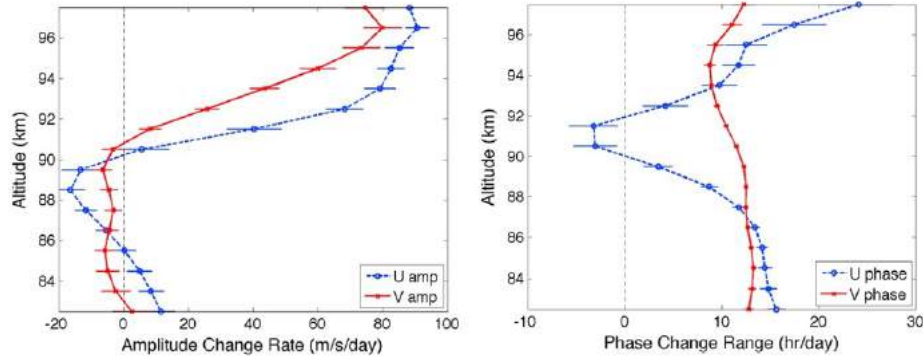 96
94
92
90
88
86
84
Altitude (km)
-20 0 20 40 60 80 100
Amplitude Change Rate (m/s/day)
U amp
V amp
96
94
92
90
88
86
84
Altitude (km)
-10 0 10 20 30
Phase Change Range (hr/day)
U phase
V phase